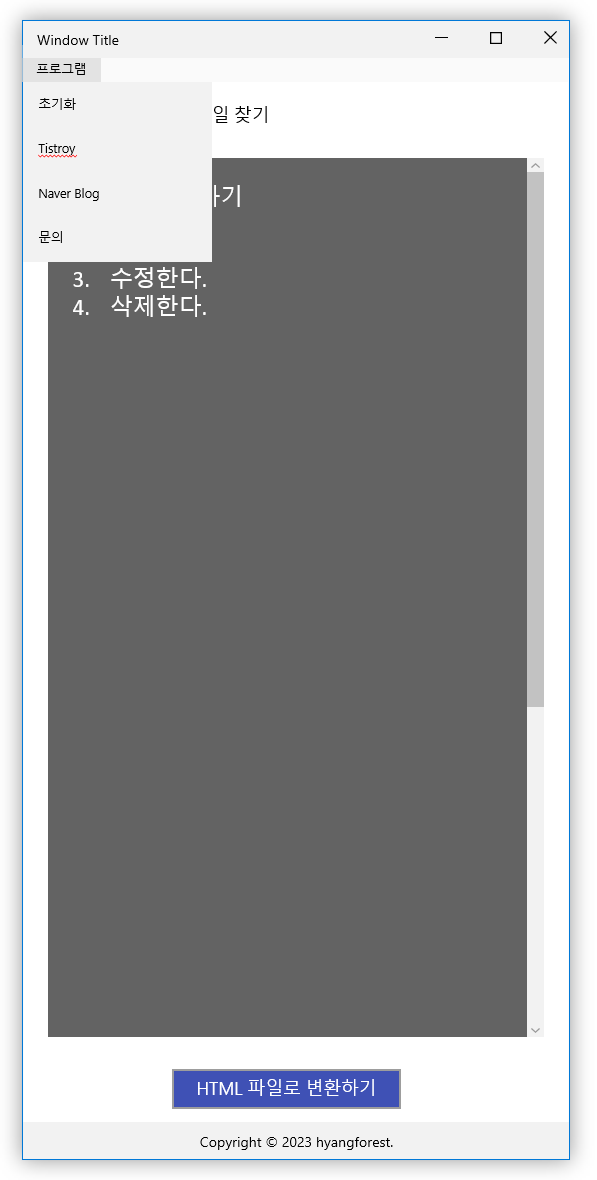 Window Title
프로그램
초기화
일 찾기
Tistroy
Naver Blog
하기
문의
3. 수정한다.
4. 삭제한다.
HTML 파일로 변환하기
Copyright © 2023 hyangforest.